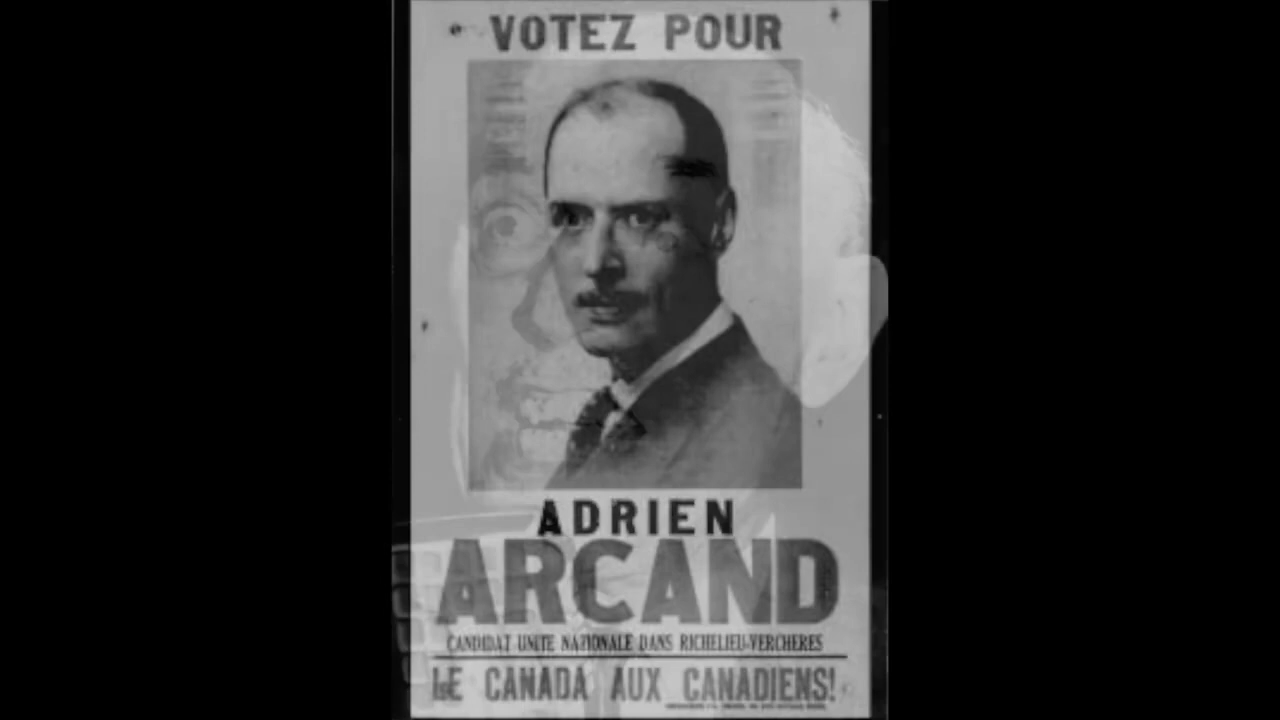 VOTEZ POUR
ADRIEN
ARCAND
CANDIDAT UNITE NATIONALE DANS RICHELIEU-VERCHERES
LE CANADA AUX CANADIENS!